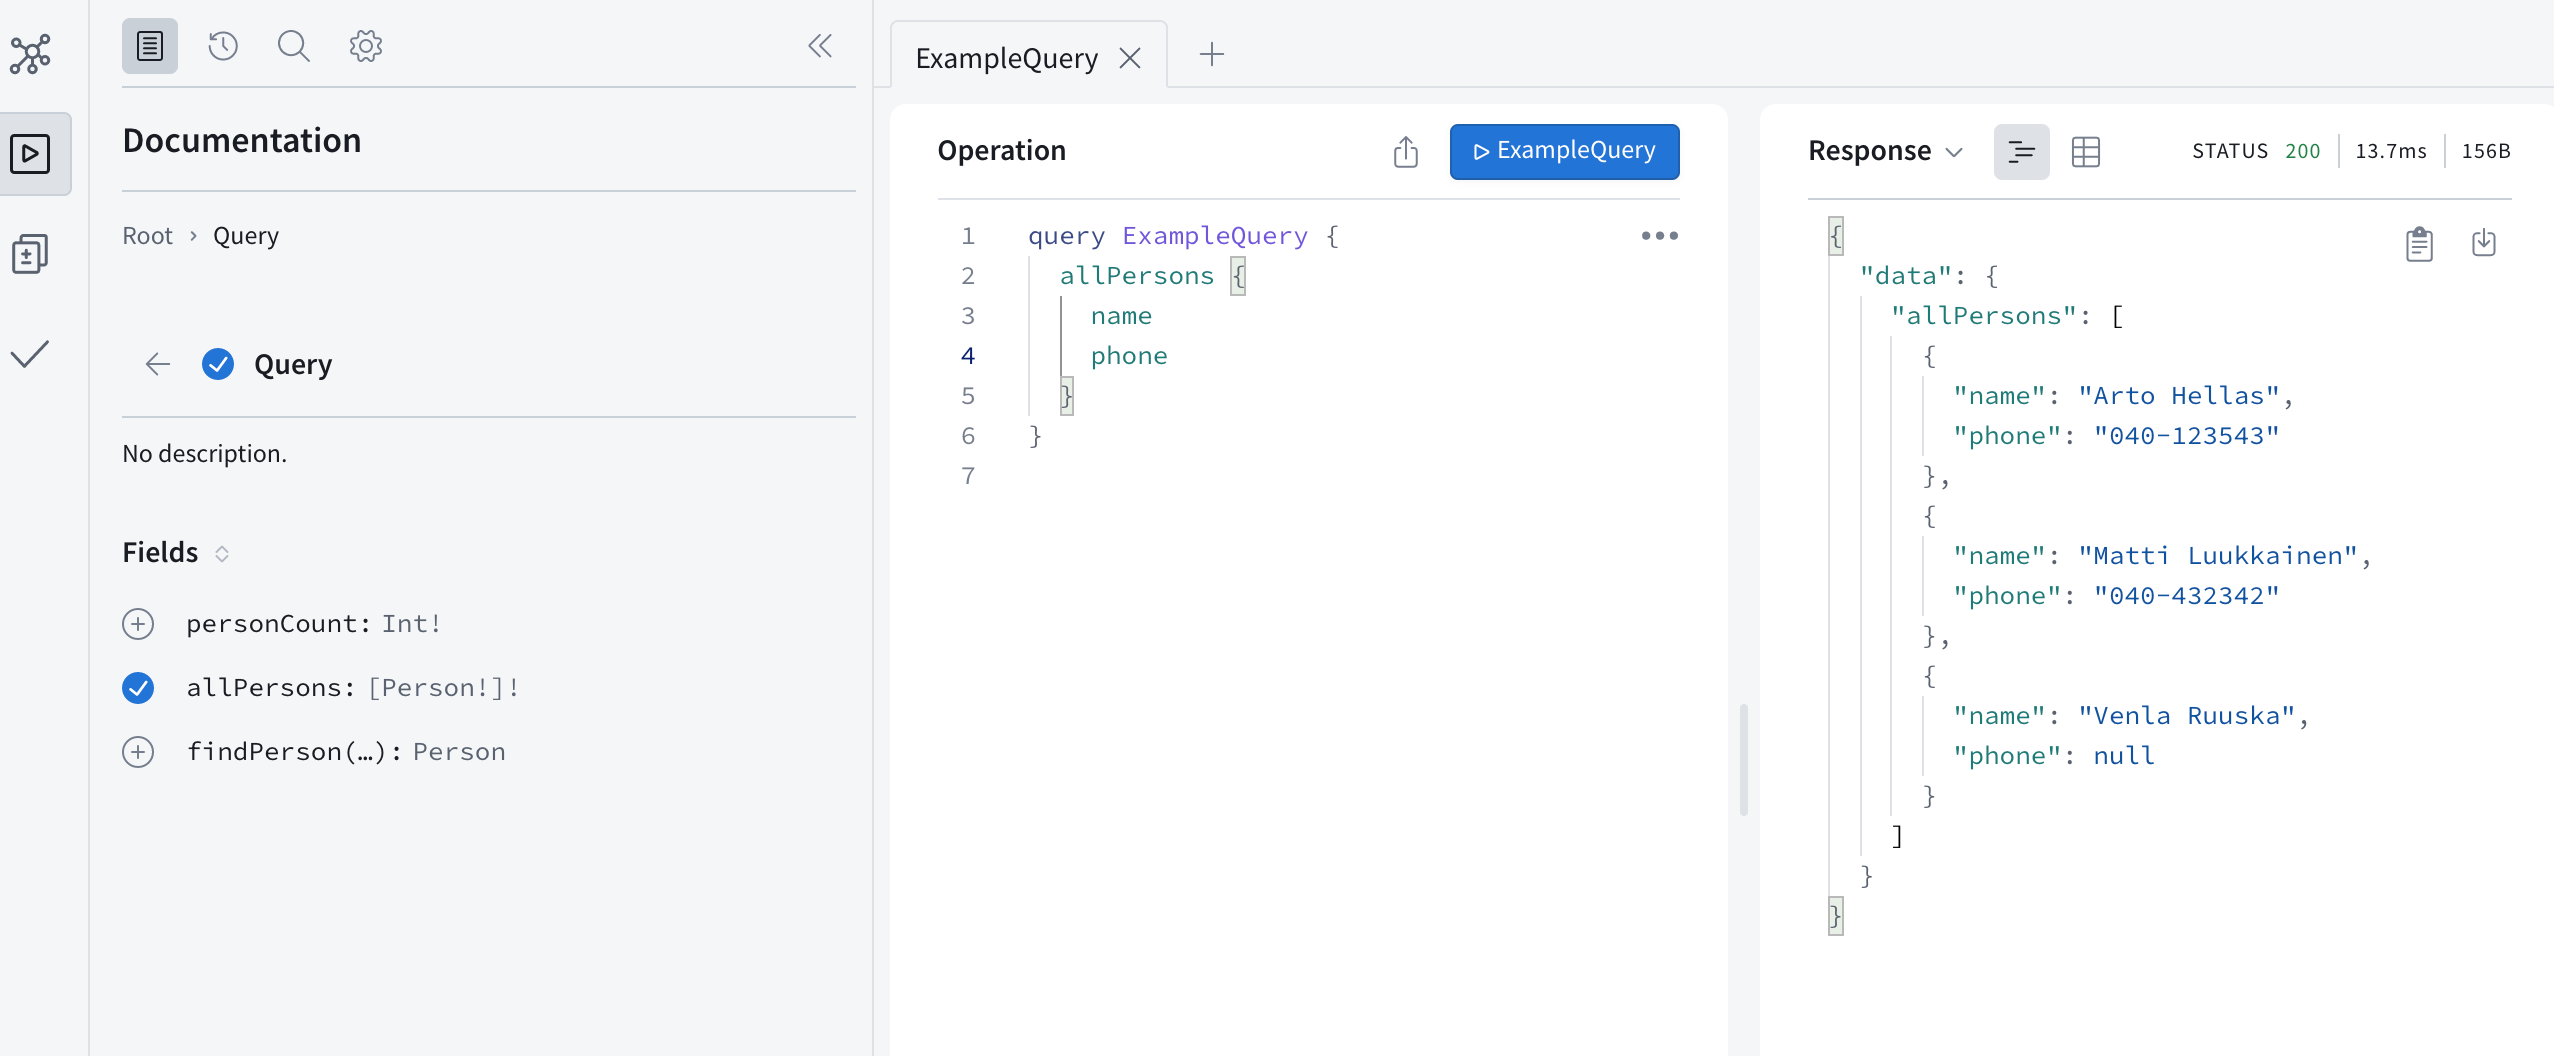 Documentation
Root › Query
Query
No description.
Fields
personCount: Int!
allPersons: [Person!]!
findPerson(…): Person
ExampleQuery
Operation
ExampleQuery
1 query ExampleQuery {
2 allPersons {
3 name
4 phone
5 }
6 }
7
Response
STATUS 200 13.7ms 156B
{
"data": {
"allPersons": [
{
"name": "Arto Hellas",
"phone": "040-123543"
},
{
"name": "Matti Luukkainen",
"phone": "040-432342"
},
{
"name": "Venla Ruuska",
"phone": null
}
]
}
}